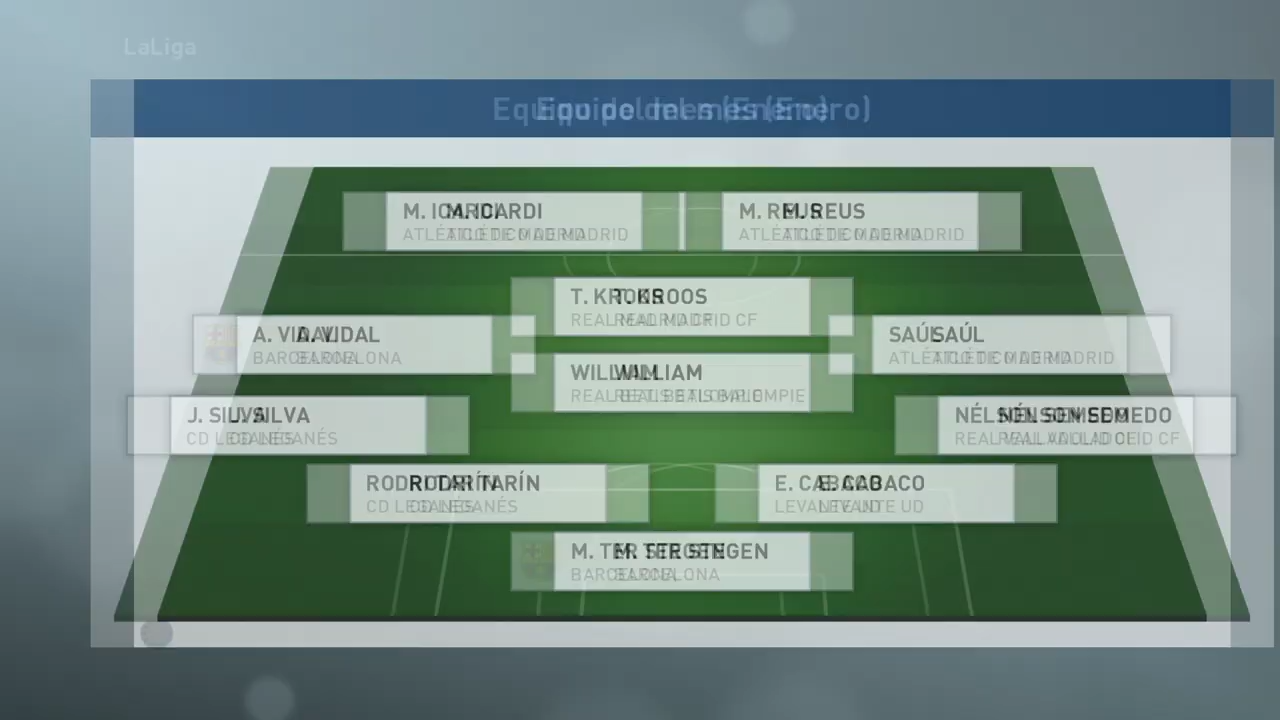 LaLiga
Equipo del mes (Enero)
M. ICARDI
ATLÉTICO DE MADRID
M. REUS
ATLÉTICO DE MADRID
T. KROOS
REAL MADRID CF
A. VIDAL
BARCELONA
SAÚL
ATLÉTICO DE MADRID
WILLIAM
REAL BETIS BALOMPIE
J. SILVA
CD LEGANÉS
NÉLSON SEMEDO
REAL VALLADOLID CF
RODRI TARÍN
CD LEGANÉS
E. CABACO
LEVANTE UD
M. TER STEGEN
BARCELONA